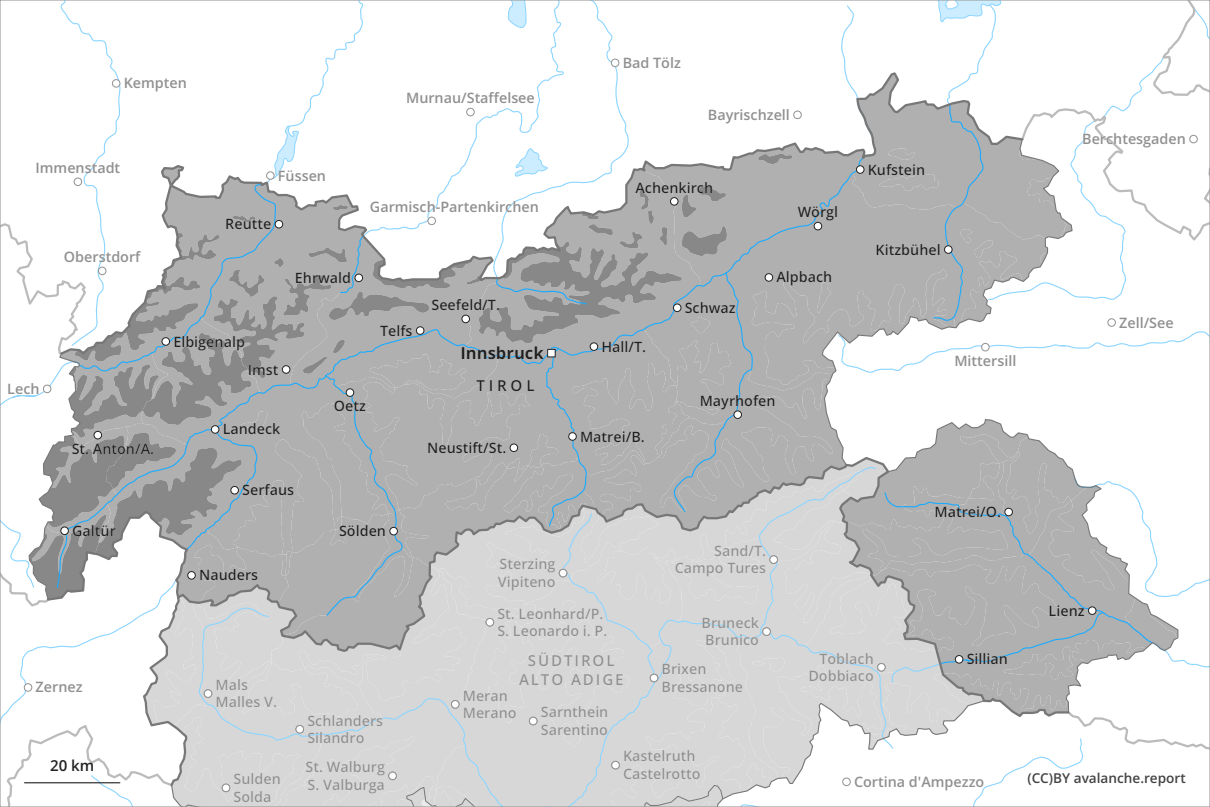 Kempten
Bad Tölz
Murnau/Staffelsee
Bayrischzell
Berchtesgaden
Immenstadt
Füssen
Kufstein
Achenkirch
Garmisch-Partenkirchen
Wörgl
Reutte
Kitzbühel
Oberstdorf
Ehrwald
Alpbach
Seefeld/T.
Schwaz
Zell/See
Telfs
Elbigenalp
Innsbruck
Hall/T.
Mittersill
Imst
TIROL
Lech
Oetz
Mayrhofen
Landeck
Matrei/B.
St. Anton/A.
Neustift/St.
Serfaus
Matrei/O.
Galtür
Sölden
Sand/T.
Campo Tures
Sterzing
Vipiteno
Nauders
Lienz
St. Leonhard/P.
S. Leonardo i. P.
Bruneck
Brunico
Sillian
SÜDTIROL
ALTO ADIGE
Toblach
Dobbiaco
Brixen
Bressanone
Zernez
Mals
Malles V.
Meran
Merano
Sarnthein
Sarentino
Schlanders
Silandro
Kastelruth
Castelrotto
St. Walburg
S. Valburga
20 km
Sulden
Solda
Cortina d'Ampezzo
(CC)BY avalanche.report